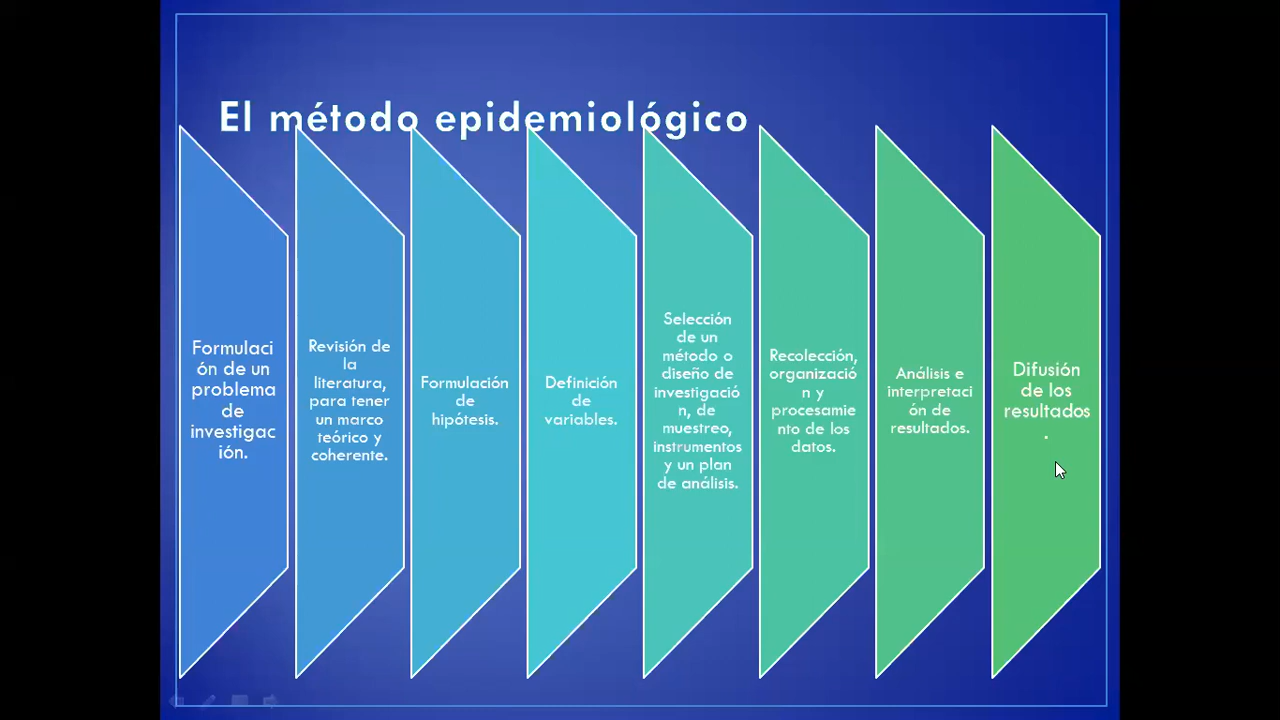 El método epidemiológico
Formulaci
ón de un
problema
de
investigac
ión.
Revisión de
la
literatura,
para tener
un marco
teórico y
coherente.
Formulación
de
hipótesis.
Definición
de
variables.
Selección
de un
método o
diseño de
investigació
n, de
muestreo,
instrumentos
y un plan
de análisis.
Recolección,
organizació
n y
procesamie
nto de los
datos.
Análisis e
interpretaci
ón de
resultados.
Difusión
de los
resultados
.